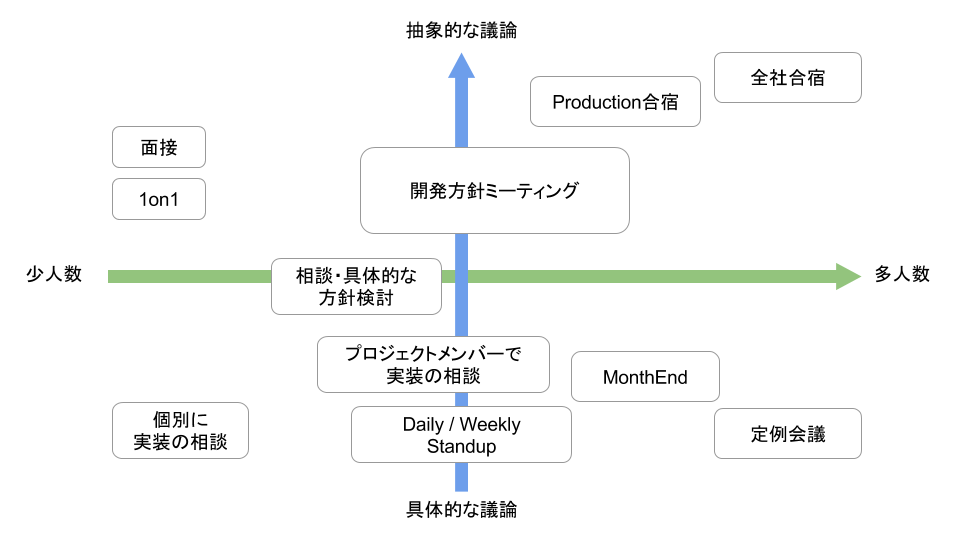 抽象的な議論
全社合宿
Production合宿
面接
開発方針ミーティング
1on1
少人数
相談・具体的な
方針検討
多人数
プロジェクトメンバーで
実装の相談
MonthEnd
個別に
実装の相談
Daily / Weekly
Standup
定例会議
具体的な議論